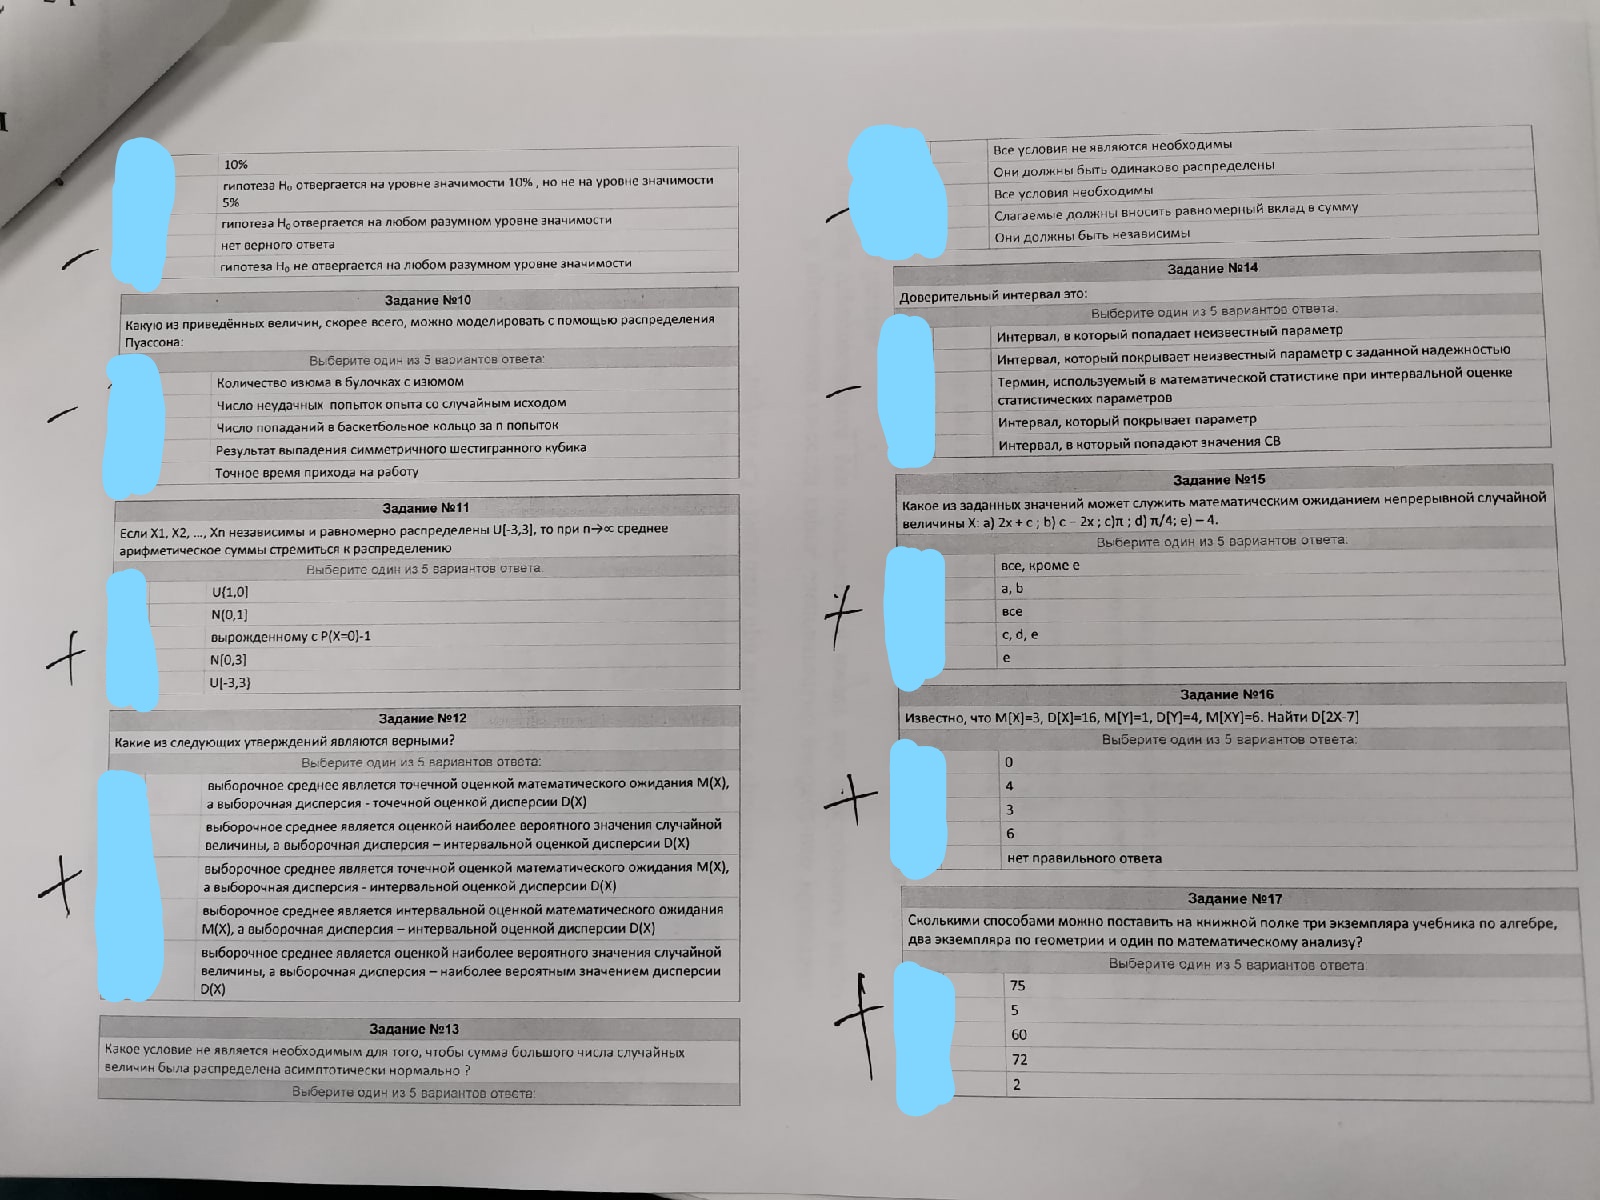 10%
гипотеза H₀ отвергается на уровне значимости 10% , но не на уровне значимости
5%
гипотеза H₀ отвергается на любом разумном уровне значимости
нет верного ответа
гипотеза H₀ не отвергается на любом разумном уровне значимости
Задание №10
Какую из приведённых величин, скорее всего, можно моделировать с помощью распределения
Пуассона:
Выберите один из 5 вариантов ответа:
Количество изюма в булочках с изюмом
Число неудачных попыток опыта со случайным исходом
Число попаданий в баскетбольное кольцо за n попыток
Результат выпадения симметричного шестигранного кубика
Точное время прихода на работу
Задание №11
Если X1, X2, ..., Xn независимы и равномерно распределены U[-3,3], то при n→∝ среднее
арифметическое суммы стремиться к распределению
Выберите один из 5 вариантов ответа:
U[1,0]
N[0,1]
вырожденному с P(X=0)-1
N[0,3]
U[-3,3)
Задание №12
Какие из следующих утверждений являются верными?
Выберите один из 5 вариантов ответа:
выборочное среднее является точечной оценкой математического ожидания M(X),
а выборочная дисперсия - точечной оценкой дисперсии D(X)
выборочное среднее является оценкой наиболее вероятного значения случайной
величины, а выборочная дисперсия – интервальной оценкой дисперсии D(X)
выборочное среднее является точечной оценкой математического ожидания M(X),
а выборочная дисперсия - интервальной оценкой дисперсии D(X)
выборочное среднее является интервальной оценкой математического ожидания
M(X), а выборочная дисперсия – интервальной оценкой дисперсии D(X)
выборочное среднее является оценкой наиболее вероятного значения случайной
величины, а выборочная дисперсия – наиболее вероятным значением дисперсии
D(X)
Задание №13
Какое условие не является необходимым для того, чтобы сумма большого числа случайных
величин была распределена асимптотически нормально ?
Выберите один из 5 вариантов ответа:
Все условия не являются необходимы
Они должны быть одинаково распределены
Все условия необходимы
Слагаемые должны вносить равномерный вклад в сумму
Они должны быть независимы
Задание №14
Доверительный интервал это:
Выберите один из 5 вариантов ответа:
Интервал, в который попадает неизвестный параметр
Интервал, который покрывает неизвестный параметр с заданной надежностью
Термин, используемый в математической статистике при интервальной оценке
статистических параметров
Интервал, который покрывает параметр
Интервал, в который попадают значения СВ
Задание №15
Какое из заданных значений может служить математическим ожиданием непрерывной случайной
величины X: a) 2x + c ; b) c – 2x ; c)π ; d) π/4; e) – 4.
Выберите один из 5 вариантов ответа:
все, кроме e
a, b
все
c, d, e
e
Задание №16
Известно, что M[X]=3, D[X]=16, M[Y]=1, D[Y]=4, M[XY]=6. Найти D[2X-7]
Выберите один из 5 вариантов ответа:
0
4
3
6
нет правильного ответа
Задание №17
Сколькими способами можно поставить на книжной полке три экземпляра учебника по алгебре,
два экземпляра по геометрии и один по математическому анализу?
Выберите один из 5 вариантов ответа
75
5
60
72
2